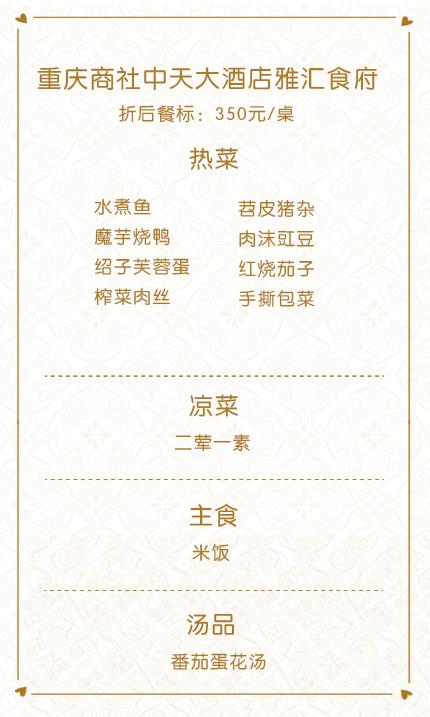 重庆商社中天大酒店雅汇食府
折后餐标：350元/桌
热菜
水煮鱼 苕皮猪杂
魔芋烧鸭 肉沫豇豆
绍子芙蓉蛋 红烧茄子
榨菜肉丝 手撕包菜
凉菜
二荤一素
主食
米饭
汤品
番茄蛋花汤